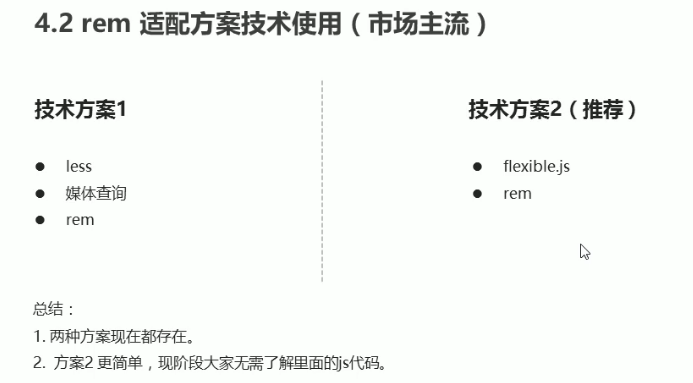 4.2 rem 适配方案技术使用（市场主流）
技术方案1
● less
● 媒体查询
● rem
技术方案2（推荐）
● flexible.js
● rem
总结：
1. 两种方案现在都存在。
2. 方案2 更简单，现阶段大家无需了解里面的js代码。